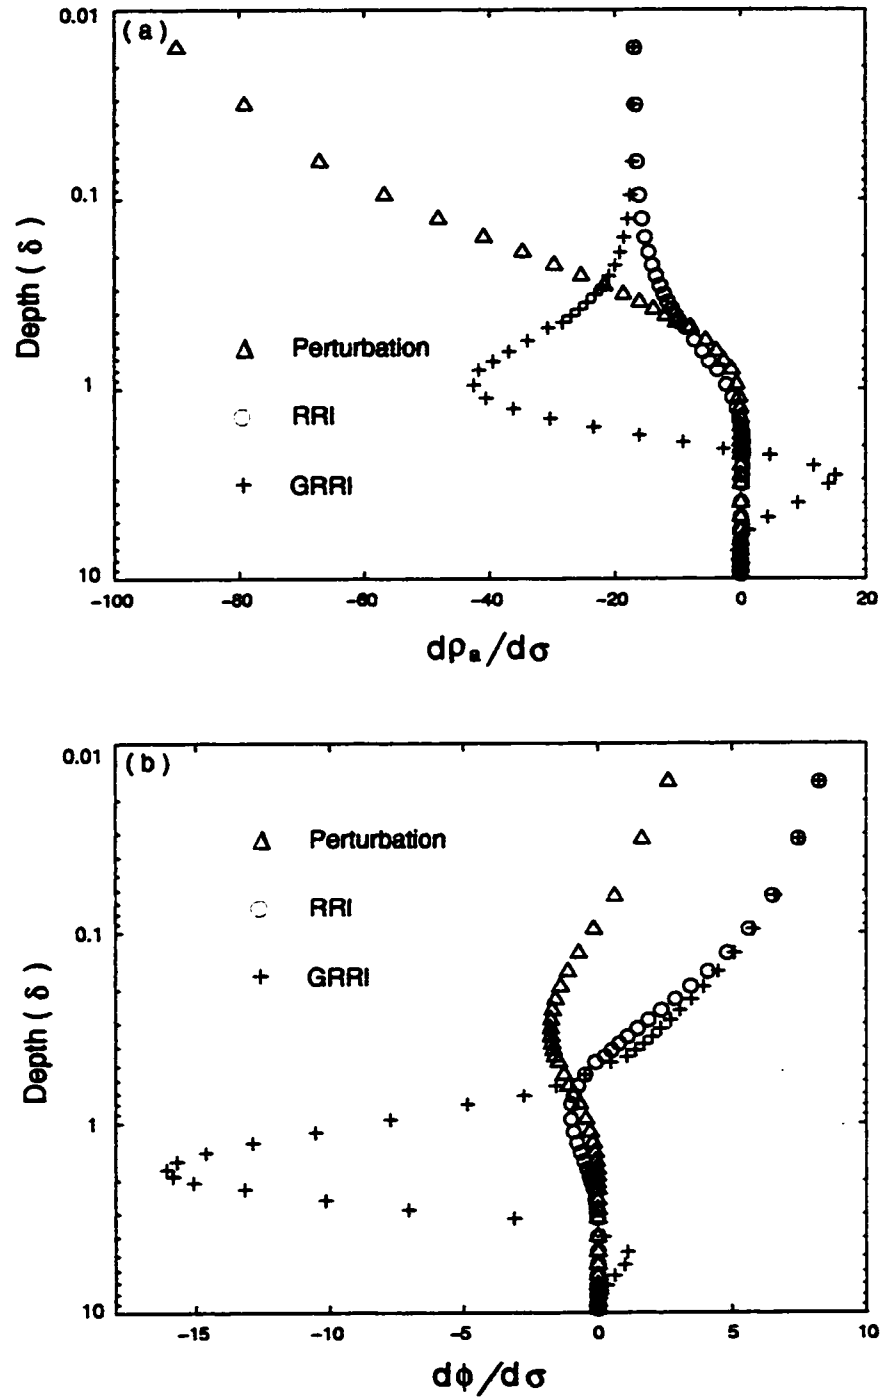 0.01
(a)
0.1
Depth ( δ )
Perturbation
RRI
1
GRRI
10
-100
-80
-60
-40
-20
0
20
dρₐ/dσ
0.01
(b)
Perturbation
RRI
0.1
GRRI
Depth ( δ )
1
10
-15
-10
-5
0
5
10
dϕ/dσ